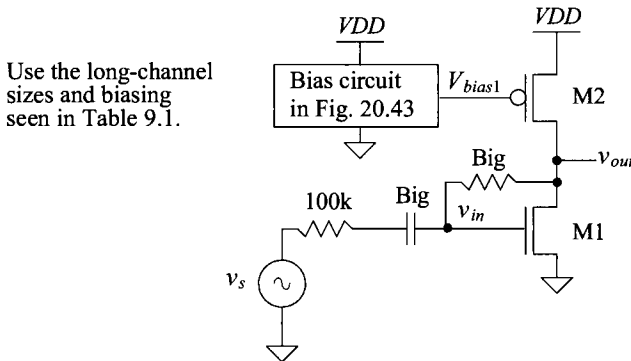 VDD
VDD
Use the long-channel
sizes and biasing
seen in Table 9.1.
Bias circuit
in Fig. 20.43
Vbias1
M2
Big
vout
100k
Big
vin
M1
vs